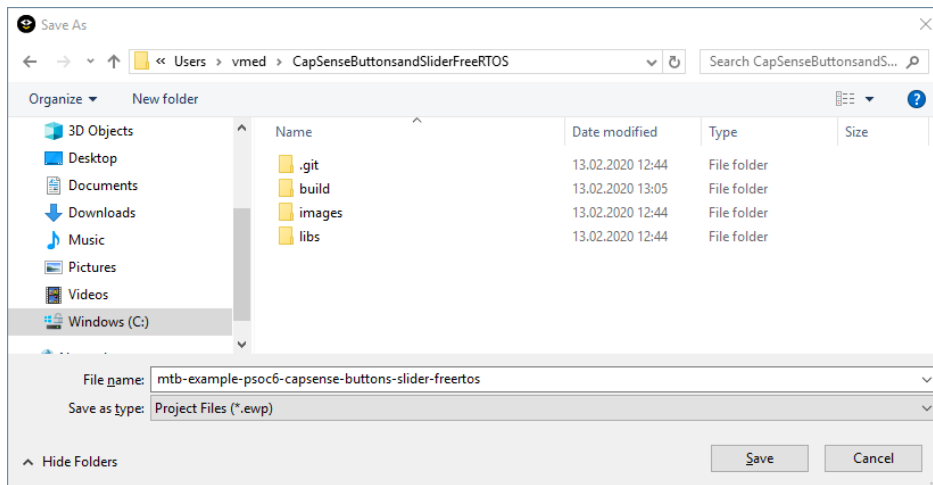 Save As
« Users › vmed › CapSenseButtonsandSliderFreeRTOS
Search CapSenseButtonsandS...
Organize
New folder
3D Objects
Desktop
Documents
Downloads
Music
Pictures
Videos
Windows (C:)
Name Date modified Type Size
.git 13.02.2020 12:44 File folder
build 13.02.2020 13:05 File folder
images 13.02.2020 12:44 File folder
libs 13.02.2020 12:44 File folder
File name: mtb-example-psoc6-capsense-buttons-slider-freertos
Save as type: Project Files (*.ewp)
Hide Folders
Save
Cancel